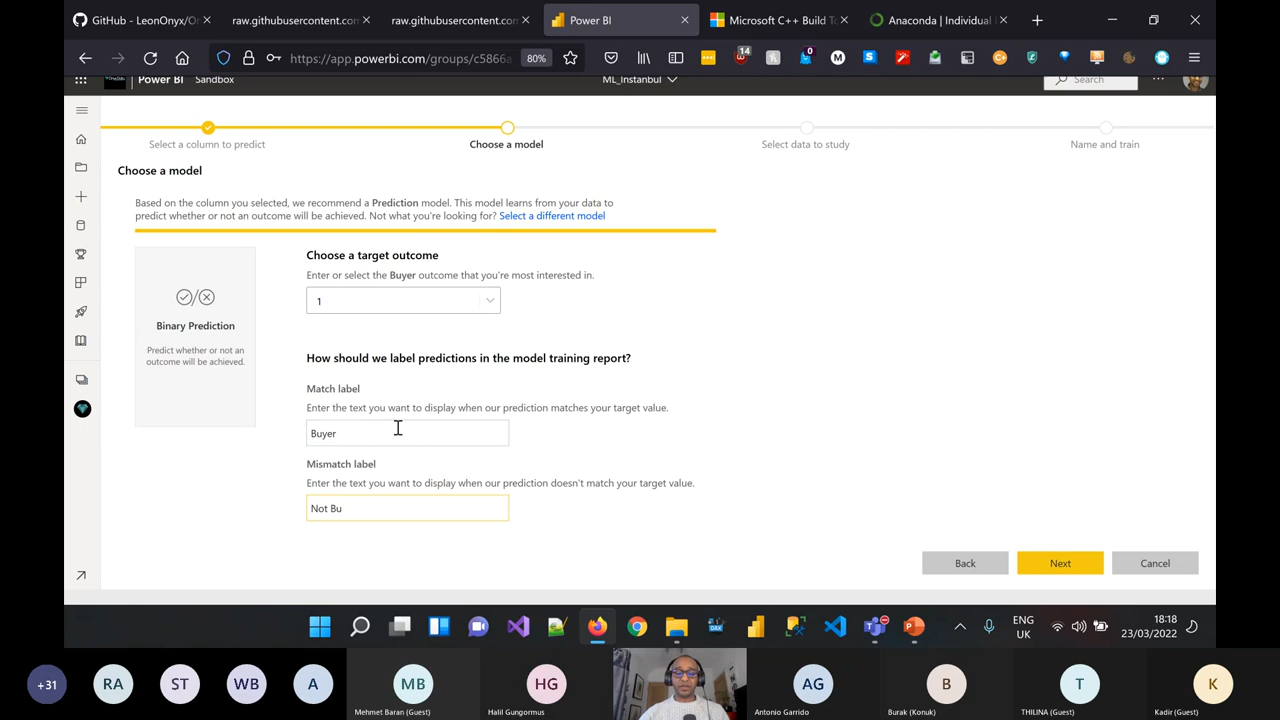 GitHub - LeonOnyx/Or
raw.githubusercontent.com
raw.githubusercontent.com
Power BI
Microsoft C++ Build To
Anaconda | Individual
https://app.powerbi.com/groups/c5866a
80%
14
0
Power BI
Sandbox
ML_Instanbul
Search
Select a column to predict
Choose a model
Select data to study
Name and train
Choose a model
Based on the column you selected, we recommend a Prediction model. This model learns from your data to
predict whether or not an outcome will be achieved. Not what you're looking for? Select a different model
Binary Prediction
Predict whether or not an
outcome will be achieved.
Choose a target outcome
Enter or select the Buyer outcome that you're most interested in.
1
How should we label predictions in the model training report?
Match label
Enter the text you want to display when our prediction matches your target value.
Buyer
Mismatch label
Enter the text you want to display when our prediction doesn't match your target value.
Not Bu
Back
Next
Cancel
ENG
UK
18:18
23/03/2022
+31
RA
ST
WB
A
MB
Mehmet Baran (Guest)
HG
Halil Gungormus
AG
Antonio Garrido
B
Burak (Konuk)
T
THILINA (Guest)
K
Kadir (Guest)